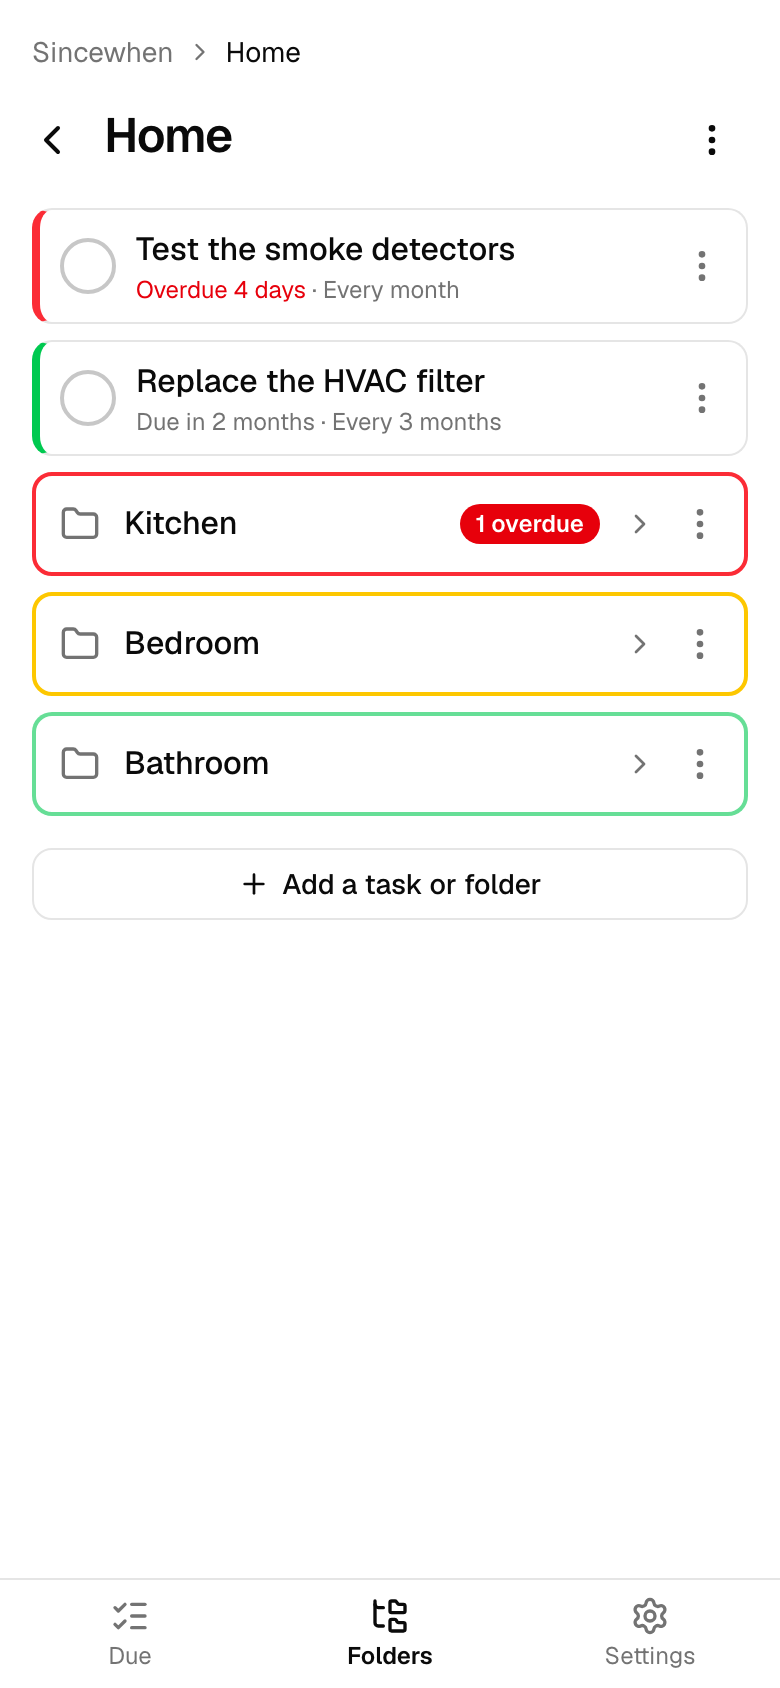 Sincewhen > Home
Home
Test the smoke detectors
Overdue 4 days · Every month
Replace the HVAC filter
Due in 2 months · Every 3 months
Kitchen 1 overdue
Bedroom
Bathroom
+ Add a task or folder
Due Folders Settings